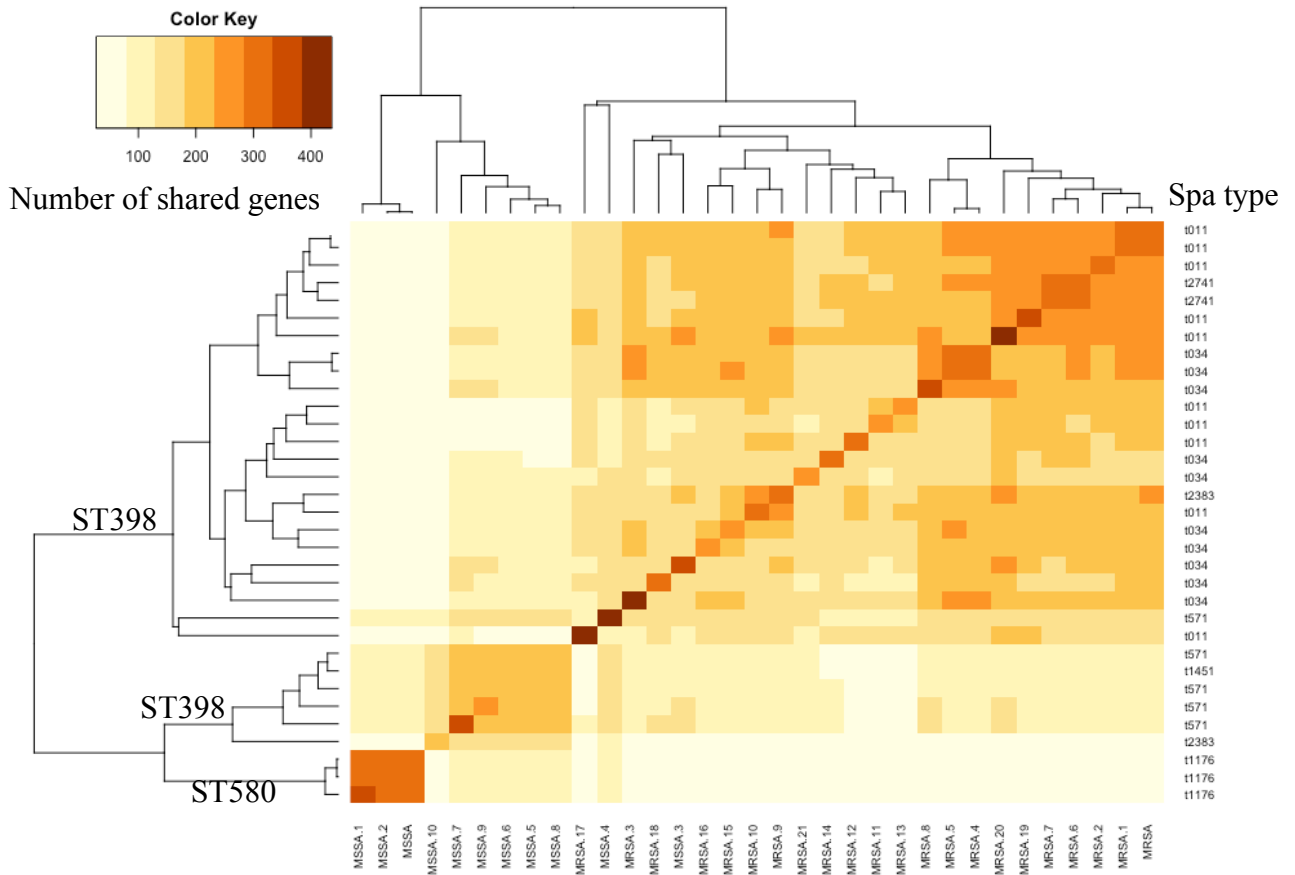 Color Key
100 200 300 400
Number of shared genes
Spa type
t011
t011
t011
t2741
t2741
t011
t011
t034
t034
t034
t011
t011
t011
t034
t034
t2383
t011
t034
t034
t034
t034
t034
t571
t011
t571
t1451
t571
t571
t571
t2383
t1176
t1176
t1176
ST398
ST398
ST580
MSSA.1
MSSA.2
MSSA
MSSA.10
MSSA.7
MSSA.9
MSSA.6
MSSA.5
MSSA.8
MRSA.17
MSSA.4
MRSA.3
MRSA.18
MSSA.3
MRSA.16
MRSA.15
MRSA.10
MRSA.9
MRSA.21
MRSA.14
MRSA.12
MRSA.11
MRSA.13
MRSA.8
MRSA.5
MRSA.4
MRSA.20
MRSA.19
MRSA.7
MRSA.6
MRSA.2
MRSA.1
MRSA